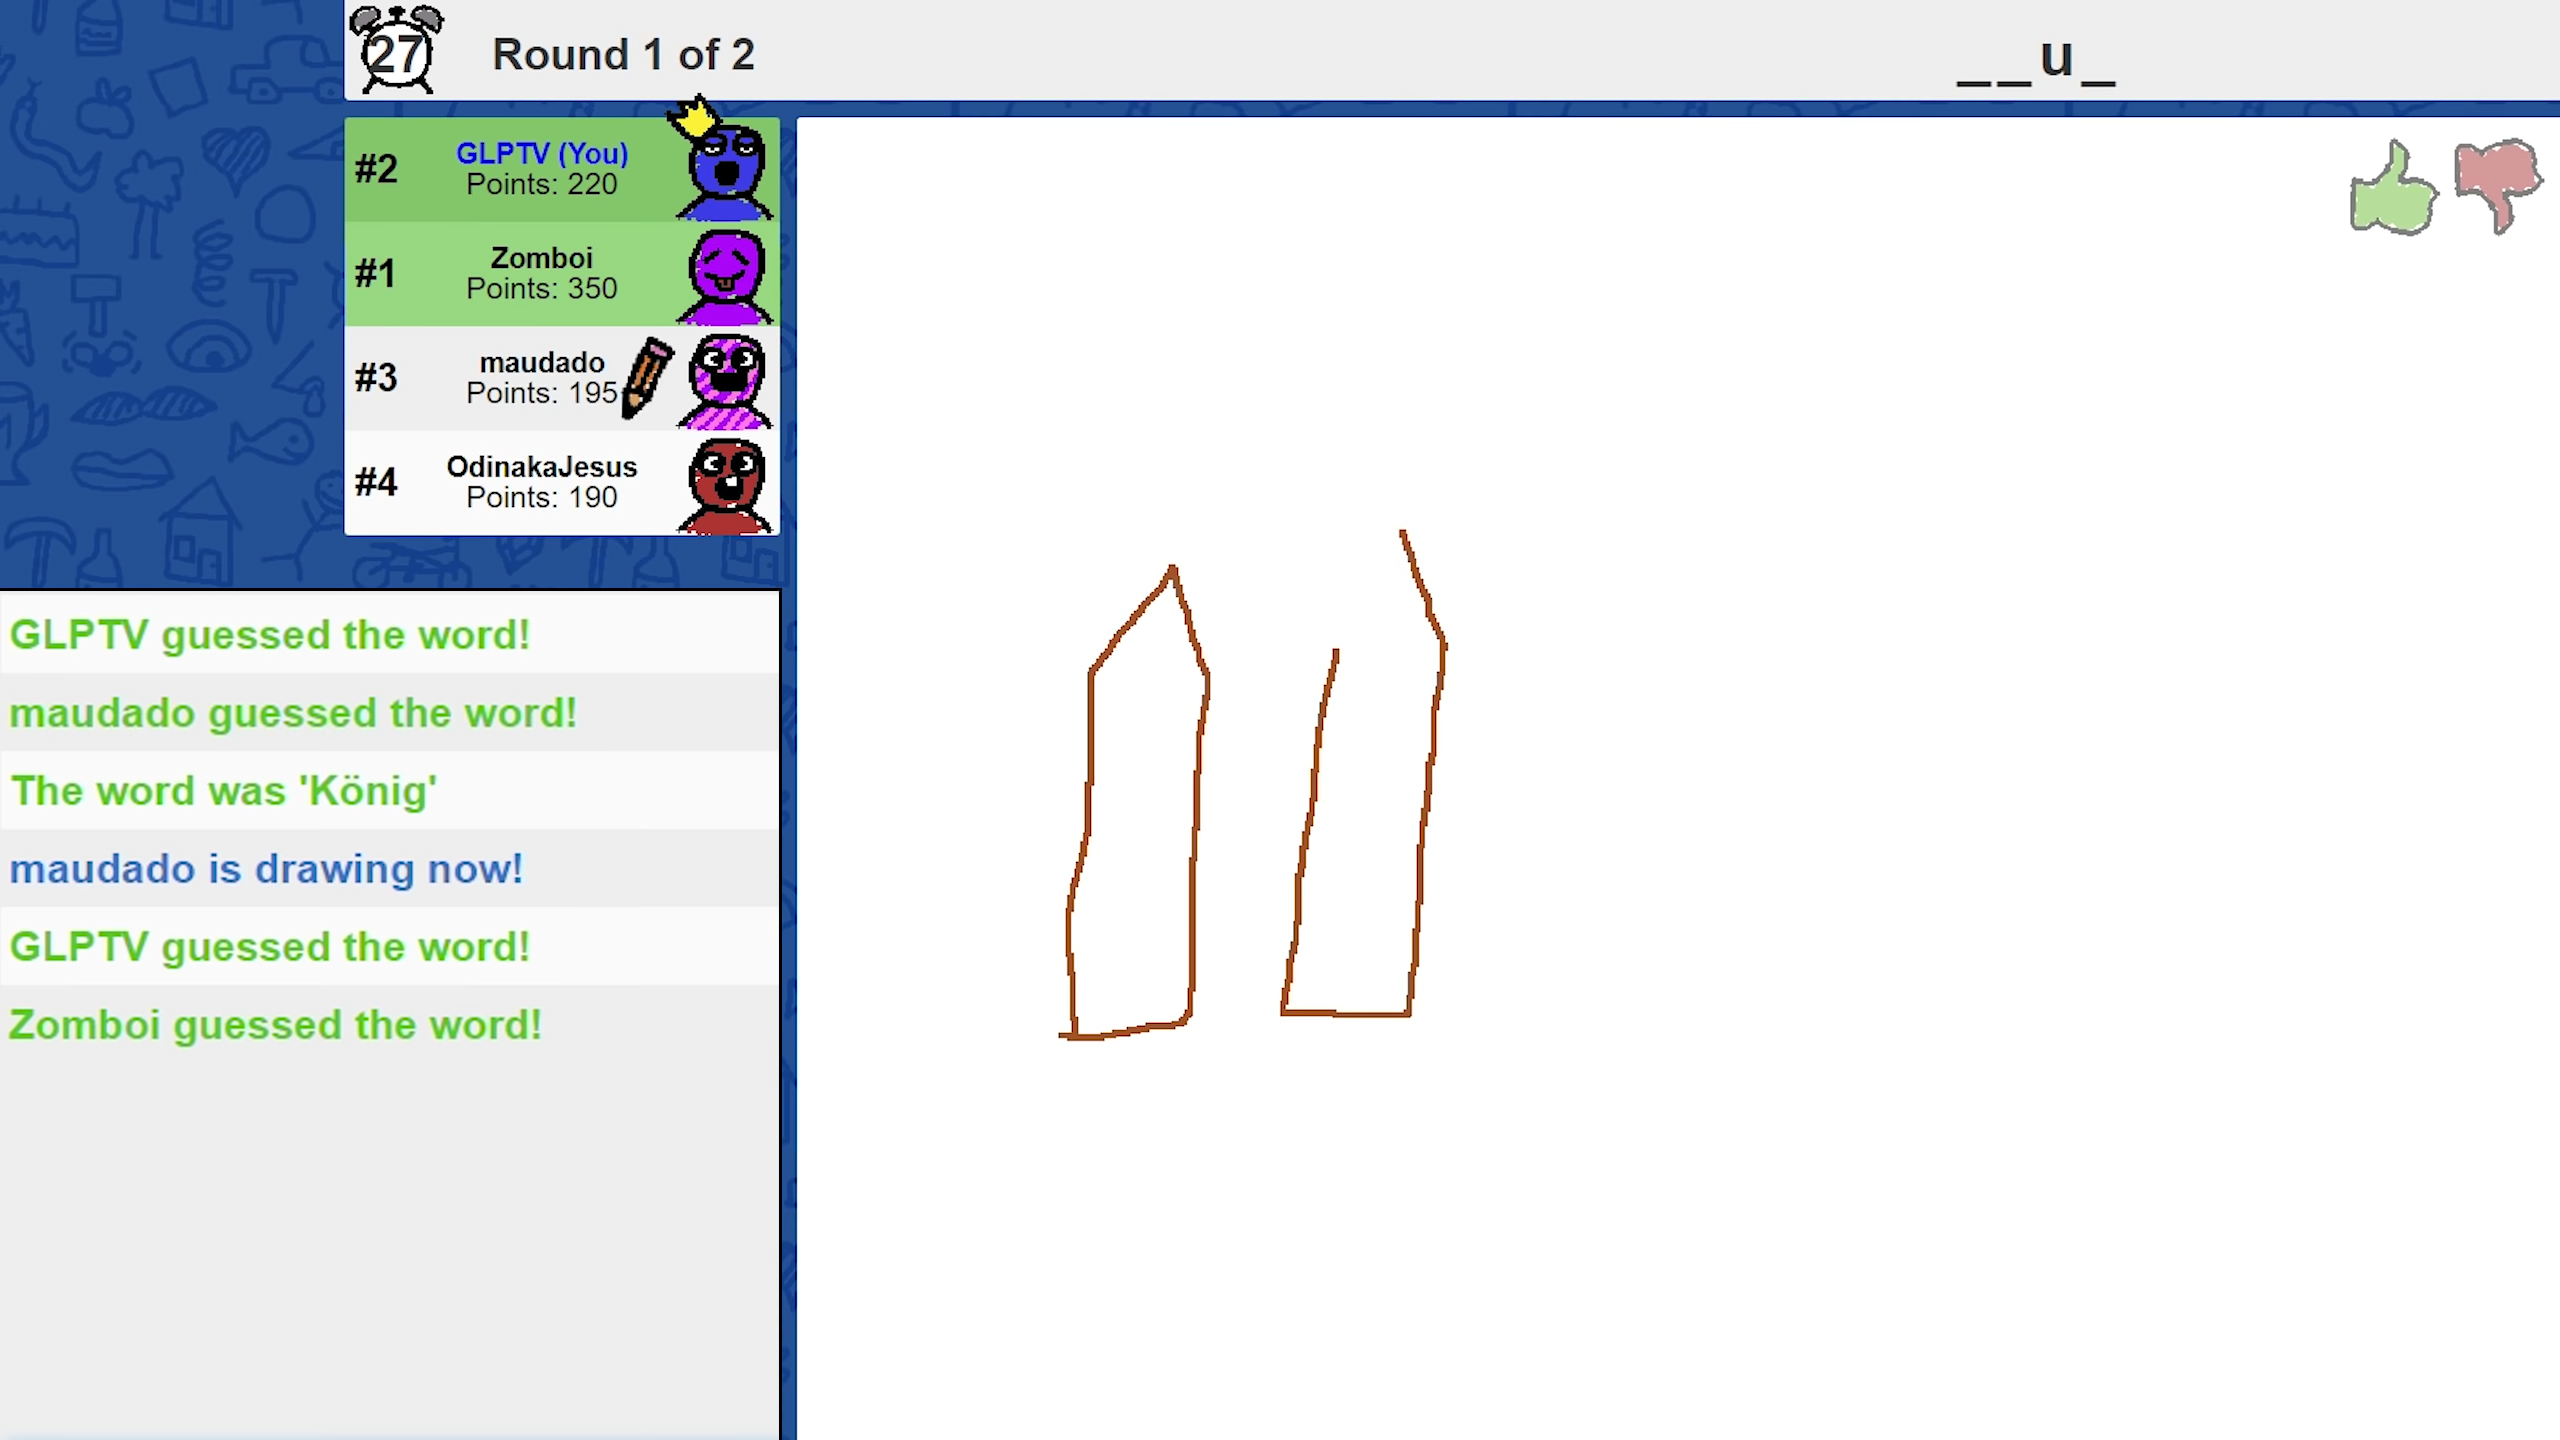 27
Round 1 of 2
__u_
#2
GLPTV (You)
Points: 220
#1
Zomboi
Points: 350
#3
maudado
Points: 195
#4
OdinakaJesus
Points: 190
GLPTV guessed the word!
maudado guessed the word!
The word was 'König'
maudado is drawing now!
GLPTV guessed the word!
Zomboi guessed the word!